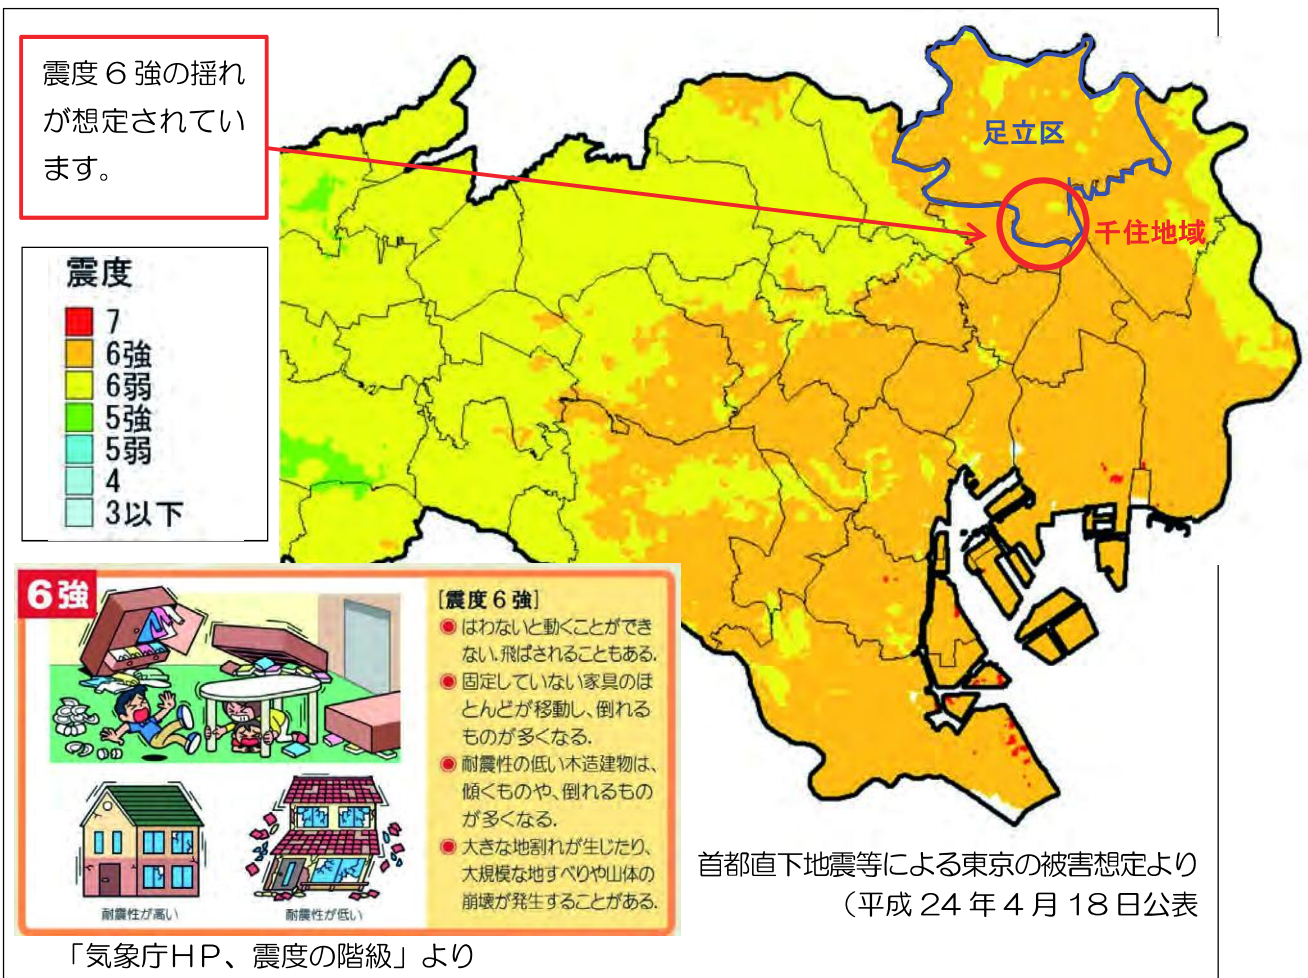 震度６強の揺れ
が想定されてい
ます。
足立区
千住地域
震度
7
6強
6弱
5強
5弱
4
3以下
6強
[震度６強]
はわないと動くことができ
ない。飛ばされることもある.
固定していない家具のほ
とんどが移動し、倒れる
ものが多くなる.
耐震性の低い木造建物は、
傾くものや、倒れるもの
が多くなる.
大きな地割れが生じたり、
大規模な地すべりや山体の
崩壊が発生することがある.
耐震性が高い
耐震性が低い
首都直下地震等による東京の被害想定より
（平成 24 年 4 月 18 日公表
「気象庁ＨＰ、震度の階級」より